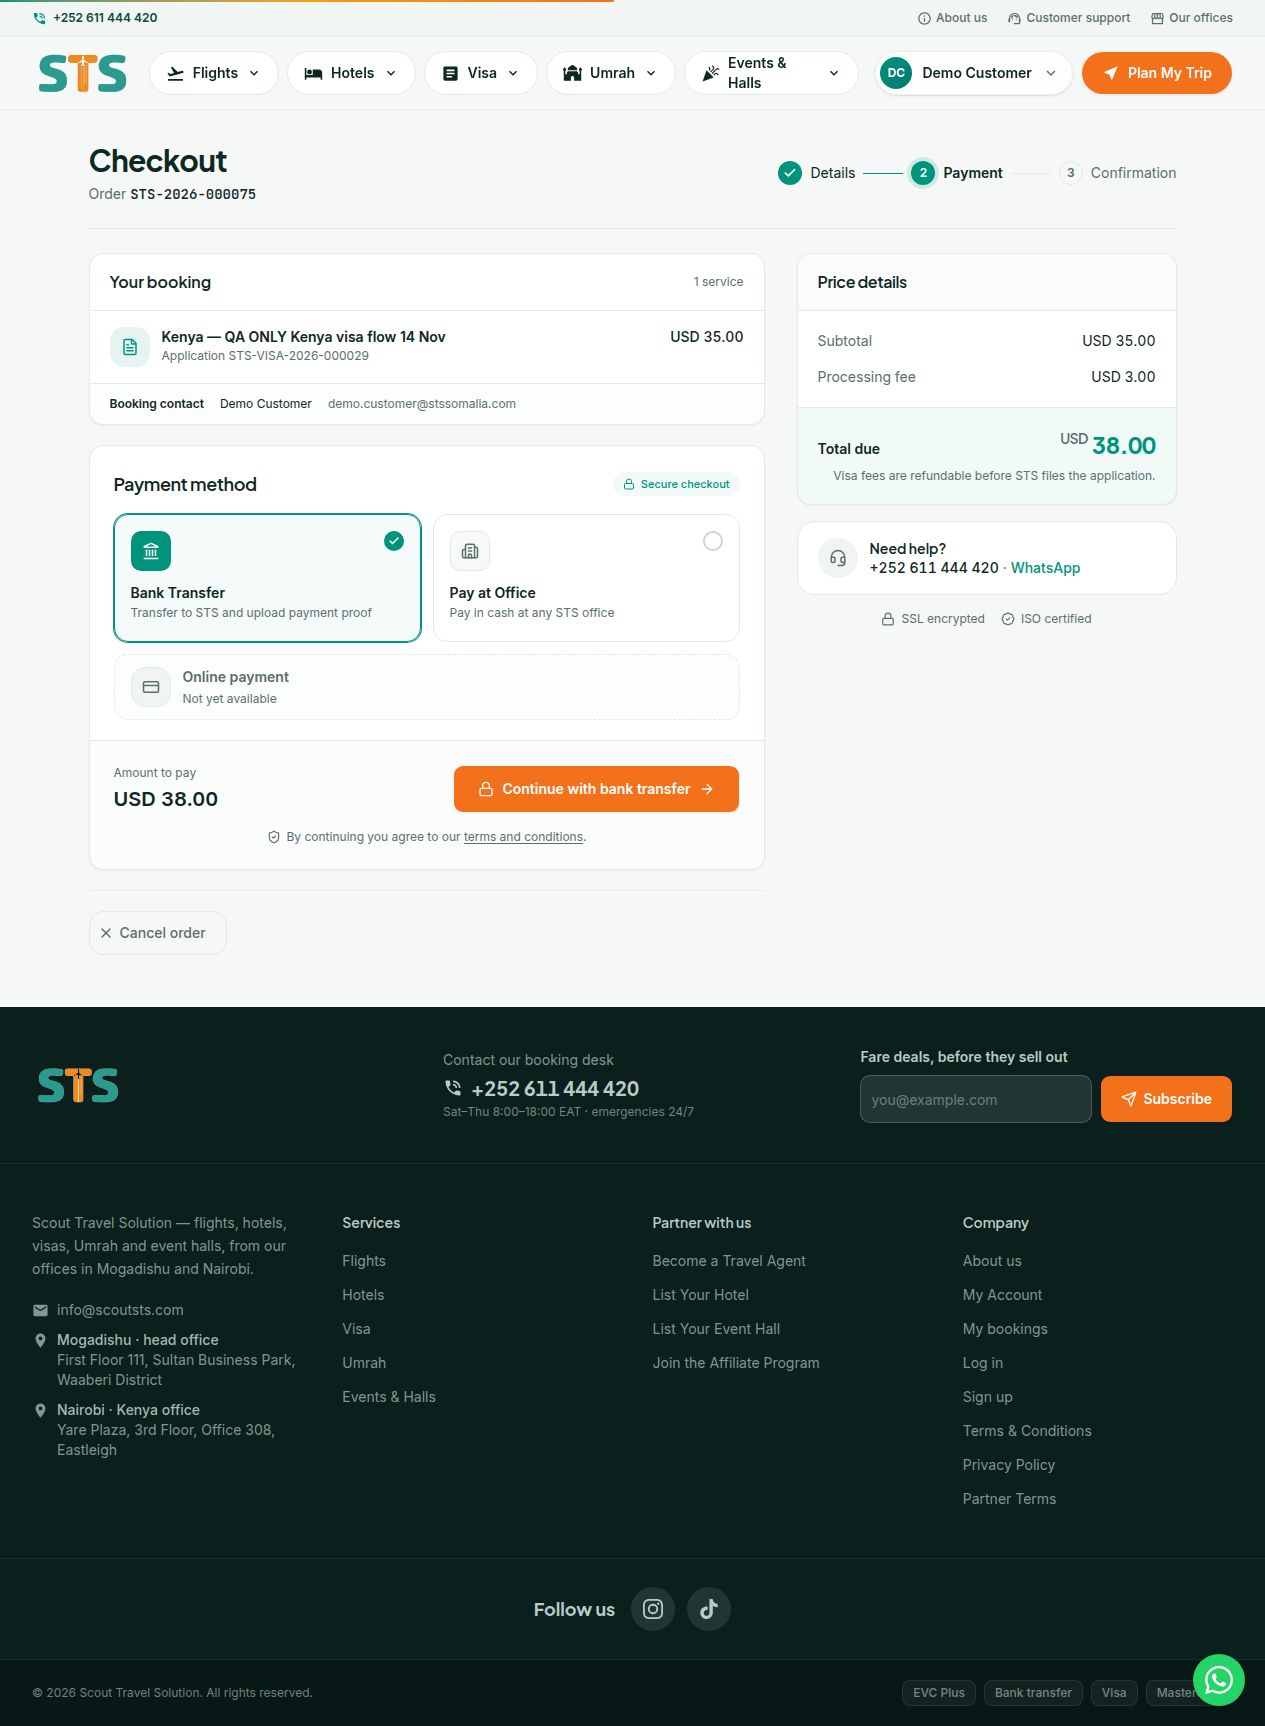 +252 611 444 420
About us
Customer support
Our offices
STS
Flights
Hotels
Visa
Umrah
Events &
Halls
DC
Demo Customer
Plan My Trip
Checkout
Order STS-2026-000075
Details
2
Payment
3
Confirmation
Your booking
1 service
Kenya — QA ONLY Kenya visa flow 14 Nov
USD 35.00
Application STS-VISA-2026-000029
Booking contact
Demo Customer
demo.customer@stssomalia.com
Payment method
Secure checkout
Bank Transfer
Transfer to STS and upload payment proof
Pay at Office
Pay in cash at any STS office
Online payment
Not yet available
Amount to pay
USD 38.00
Continue with bank transfer
By continuing you agree to our terms and conditions.
Cancel order
Price details
Subtotal
USD 35.00
Processing fee
USD 3.00
Total due
USD 38.00
Visa fees are refundable before STS files the application.
Need help?
+252 611 444 420 · WhatsApp
SSL encrypted
ISO certified
STS
Contact our booking desk
+252 611 444 420
Sat–Thu 8:00–18:00 EAT · emergencies 24/7
Fare deals, before they sell out
you@example.com
Subscribe
Scout Travel Solution — flights, hotels,
visas, Umrah and event halls, from our
offices in Mogadishu and Nairobi.
info@scoutsts.com
Mogadishu · head office
First Floor 111, Sultan Business Park,
Waaberi District
Nairobi · Kenya office
Yare Plaza, 3rd Floor, Office 308,
Eastleigh
Services
Flights
Hotels
Visa
Umrah
Events & Halls
Partner with us
Become a Travel Agent
List Your Hotel
List Your Event Hall
Join the Affiliate Program
Company
About us
My Account
My bookings
Log in
Sign up
Terms & Conditions
Privacy Policy
Partner Terms
Follow us
© 2026 Scout Travel Solution. All rights reserved.
EVC Plus
Bank transfer
Visa
Master